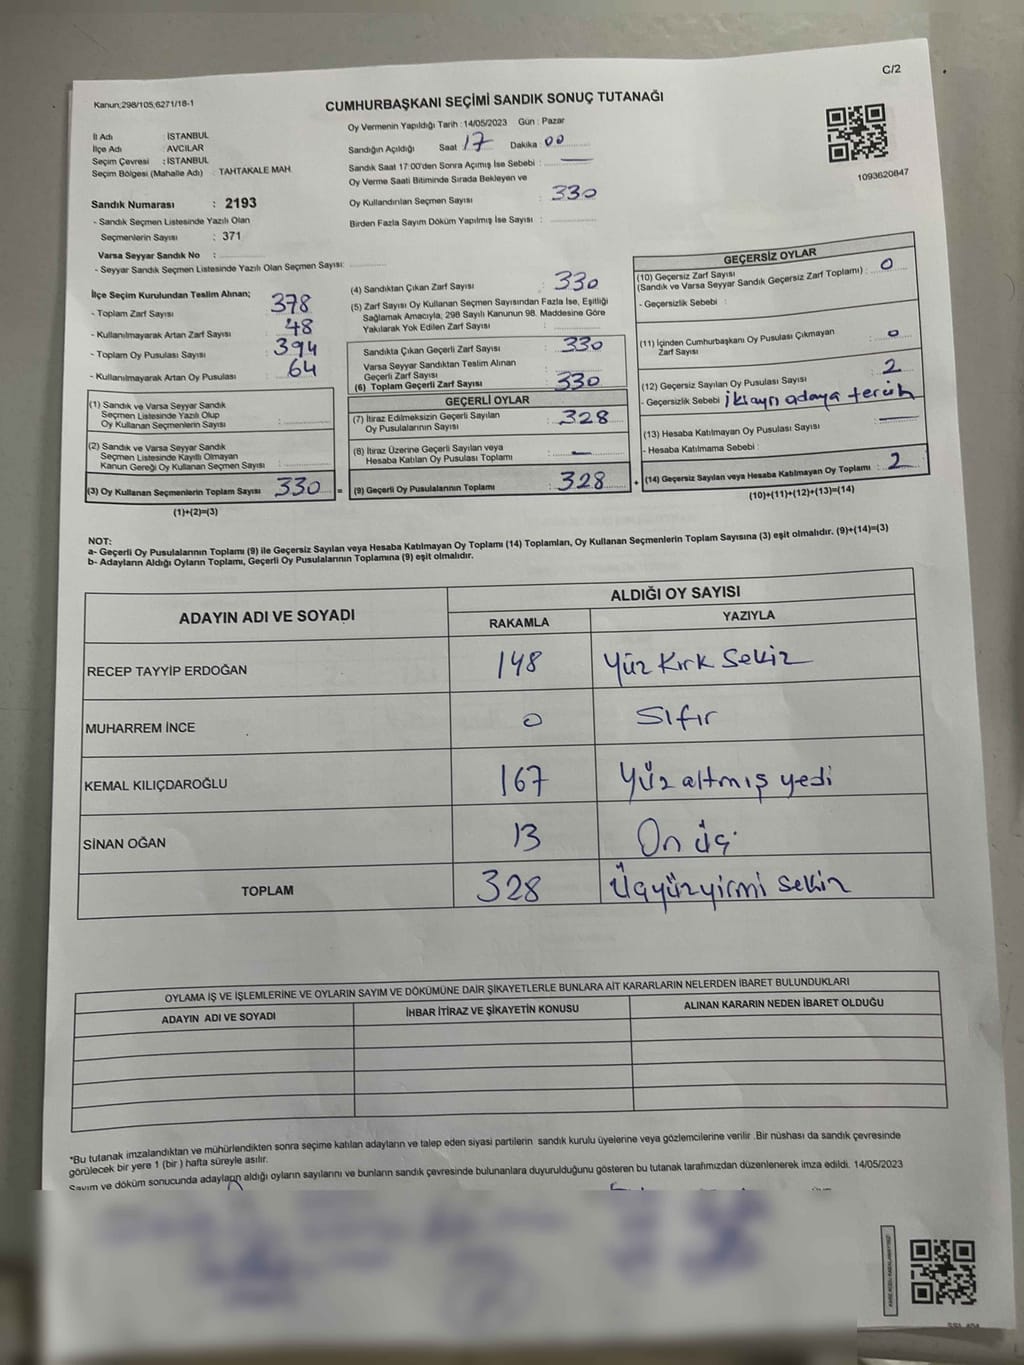 C/2
Kanun;298/105,6271/18-1
CUMHURBAŞKANI SEÇİMİ SANDIK SONUÇ TUTANAĞI
İl Adı : İSTANBUL
İlçe Adı : AVCILAR
Seçim Çevresi : İSTANBUL
Seçim Bölgesi (Mahalle Adı) : TAHTAKALE MAH.
Sandık Numarası : 2193
- Sandık Seçmen Listesinde Yazılı Olan
Seçmenlerin Sayısı : 371
Varsa Seyyar Sandık No :
- Seyyar Sandık Seçmen Listesinde Yazılı Olan Seçmen Sayısı:
Oy Vermenin Yapıldığı Tarih : 14/05/2023 Gün : Pazar
Sandığın Açıldığı Saat 17 Dakika 00
Sandık Saat 17:00'den Sonra Açımış İse Sebebi : —
Oy Verme Saati Bitiminde Sırada Bekleyen ve
Oy Kullandırılan Seçmen Sayısı : 330
Birden Fazla Sayım Döküm Yapılmış İse Sayısı :
1093620847
İlçe Seçim Kurulundan Teslim Alınan;
- Toplam Zarf Sayısı : 378
- Kullanılmayarak Artan Zarf Sayısı : 48
- Toplam Oy Pusulası Sayısı : 394
- Kullanılmayarak Artan Oy Pusulası : 64
(1) Sandık ve Varsa Seyyar Sandık
Seçmen Listesinde Yazılı Olup
Oy Kullanan Seçmenlerin Sayısı :
(2) Sandık ve Varsa Seyyar Sandık
Seçmen Listesinde Kayıtlı Olmayan
Kanun Gereği Oy Kullanan Seçmen Sayısı :
(3) Oy Kullanan Seçmenlerin Toplam Sayısı : 330 =
(1)+(2)=(3)
(4) Sandıktan Çıkan Zarf Sayısı : 330
(5) Zarf Sayısı Oy Kullanan Seçmen Sayısından Fazla İse, Eşitliği
Sağlamak Amacıyla, 298 Sayılı Kanunun 98. Maddesine Göre
Yakılarak Yok Edilen Zarf Sayısı :
Sandıkta Çıkan Geçerli Zarf Sayısı : 330
Varsa Seyyar Sandıktan Teslim Alınan
Geçerli Zarf Sayısı :
(6) Toplam Geçerli Zarf Sayısı : 330
GEÇERLİ OYLAR
(7) İtiraz Edilmeksizin Geçerli Sayılan
Oy Pusulalarının Sayısı : 328
(8) İtiraz Üzerine Geçerli Sayılan veya
Hesaba Katılan Oy Pusulası Toplamı : —
(9) Geçerli Oy Pusulalarının Toplamı : 328 +
GEÇERSİZ OYLAR
(10) Geçersiz Zarf Sayısı
(Sandık ve Varsa Seyyar Sandık Geçersiz Zarf Toplamı) : 0
- Geçersizlik Sebebi :
(11) İçinden Cumhurbaşkanı Oy Pusulası Çıkmayan
Zarf Sayısı : 0
(12) Geçersiz Sayılan Oy Pusulası Sayısı : 2
- Geçersizlik Sebebi : iki ayrı adaya tercih
(13) Hesaba Katılmayan Oy Pusulası Sayısı : —
- Hesaba Katılmama Sebebi :
(14) Geçersiz Sayılan veya Hesaba Katılmayan Oy Toplamı : 2
(10)+(11)+(12)+(13)=(14)
NOT:
a- Geçerli Oy Pusulalarının Toplamı (9) ile Geçersiz Sayılan veya Hesaba Katılmayan Oy Toplamı (14) Toplamları, Oy Kullanan Seçmenlerin Toplam Sayısına (3) eşit olmalıdır. (9)+(14)=(3)
b- Adayların Aldığı Oyların Toplamı, Geçerli Oy Pusulalarının Toplamına (9) eşit olmalıdır.
ADAYIN ADI VE SOYADI ALDIĞI OY SAYISI
RAKAMLA YAZIYLA
RECEP TAYYİP ERDOĞAN 148 Yüz Kırk Sekiz
MUHARREM İNCE 0 Sıfır
KEMAL KILIÇDAROĞLU 167 Yüz altmış yedi
SİNAN OĞAN 13 On üç
TOPLAM 328 Üçyüzyirmi sekiz
OYLAMA İŞ VE İŞLEMLERİNE VE OYLARIN SAYIM VE DÖKÜMÜNE DAİR ŞİKAYETLERLE BUNLARA AİT KARARLARIN NELERDEN İBARET BULUNDUKLARI
ADAYIN ADI VE SOYADI İHBAR İTİRAZ VE ŞİKAYETİN KONUSU ALINAN KARARIN NEDEN İBARET OLDUĞU
*Bu tutanak imzalandıktan ve mühürlendikten sonra seçime katılan adayların ve talep eden siyasi partilerin sandık kurulu üyelerine veya gözlemcilerine verilir .Bir nüshası da sandık çevresinde
görülecek bir yere 1 (bir ) hafta süreyle asılır.
Sayım ve döküm sonucunda adayların aldığı oyların sayılarını ve bunların sandık çevresinde bulunanlara duyurulduğunu gösteren bu tutanak tarafımızdan düzenlenerek imza edildi. 14/05/2023